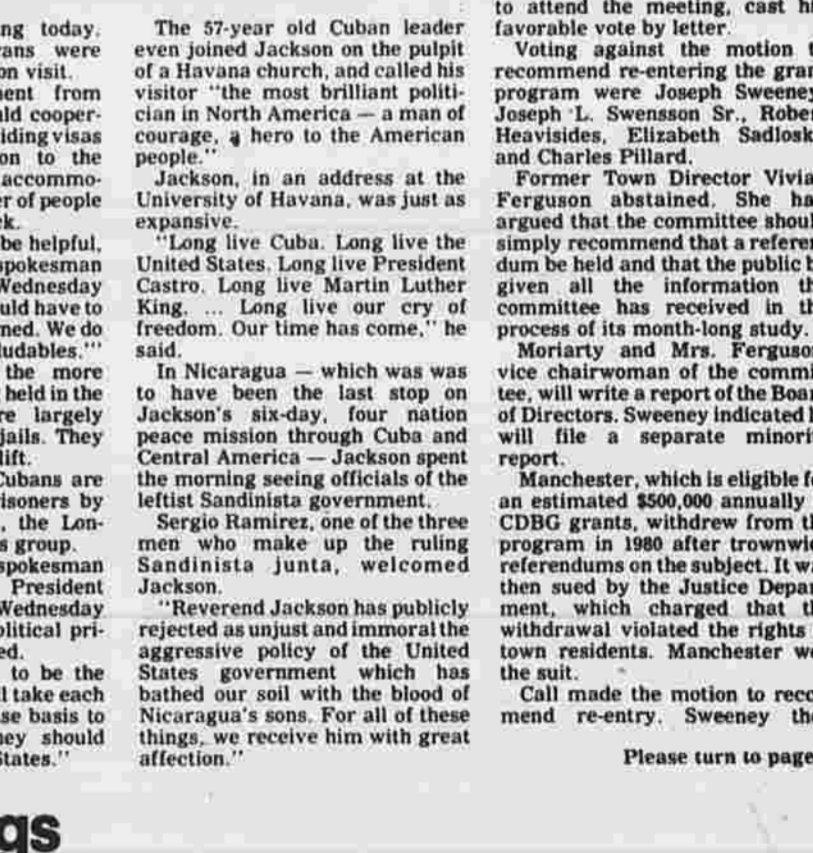 ng today.
ans were
on visit.
ent from
ld cooper-
iding visas
on to the
accommo-
er of people
k.
be helpful,
spokesman
Wednesday
uld have to
ned. We do
ludables.'"
the more
held in the
re largely
jails. They
lift.
Cubans are
isoners by
, the Lon-
s group.
spokesman
President
Wednesday
olitical pri-
ed.
to be the
l take each
se basis to
ney should
States."
gs
The 57-year old Cuban leader
even joined Jackson on the pulpit
of a Havana church, and called his
visitor "the most brilliant politi-
cian in North America — a man of
courage, a hero to the American
people."
Jackson, in an address at the
University of Havana, was just as
expansive.
"Long live Cuba. Long live the
United States. Long live President
Castro. Long live Martin Luther
King. ... Long live our cry of
freedom. Our time has come," he
said.
In Nicaragua — which was was
to have been the last stop on
Jackson's six-day, four nation
peace mission through Cuba and
Central America — Jackson spent
the morning seeing officials of the
leftist Sandinista government.
Sergio Ramirez, one of the three
men who make up the ruling
Sandinista junta, welcomed
Jackson.
"Reverend Jackson has publicly
rejected as unjust and immoral the
aggressive policy of the United
States government which has
bathed our soil with the blood of
Nicaragua's sons. For all of these
things, we receive him with great
affection."
to attend the meeting, cast hi
favorable vote by letter.
Voting against the motion t
recommend re-entering the gran
program were Joseph Sweeney
Joseph L. Swensson Sr., Rober
Heavisides, Elizabeth Sadlosk
and Charles Pillard.
Former Town Director Vivia
Ferguson abstained. She ha
argued that the committee shoul
simply recommend that a referen
dum be held and that the public b
given all the information th
committee has received in th
process of its month-long study.
Moriarty and Mrs. Ferguson
vice chairwoman of the commi
tee, will write a report of the Boar
of Directors. Sweeney indicated h
will file a separate minori
report.
Manchester, which is eligible fo
an estimated $500,000 annually
CDBG grants, withdrew from th
program in 1980 after trownwid
referendums on the subject. It wa
then sued by the Justice Depar
ment, which charged that th
withdrawal violated the rights
town residents. Manchester wo
the suit.
Call made the motion to reco
mend re-entry. Sweeney the
Please turn to page